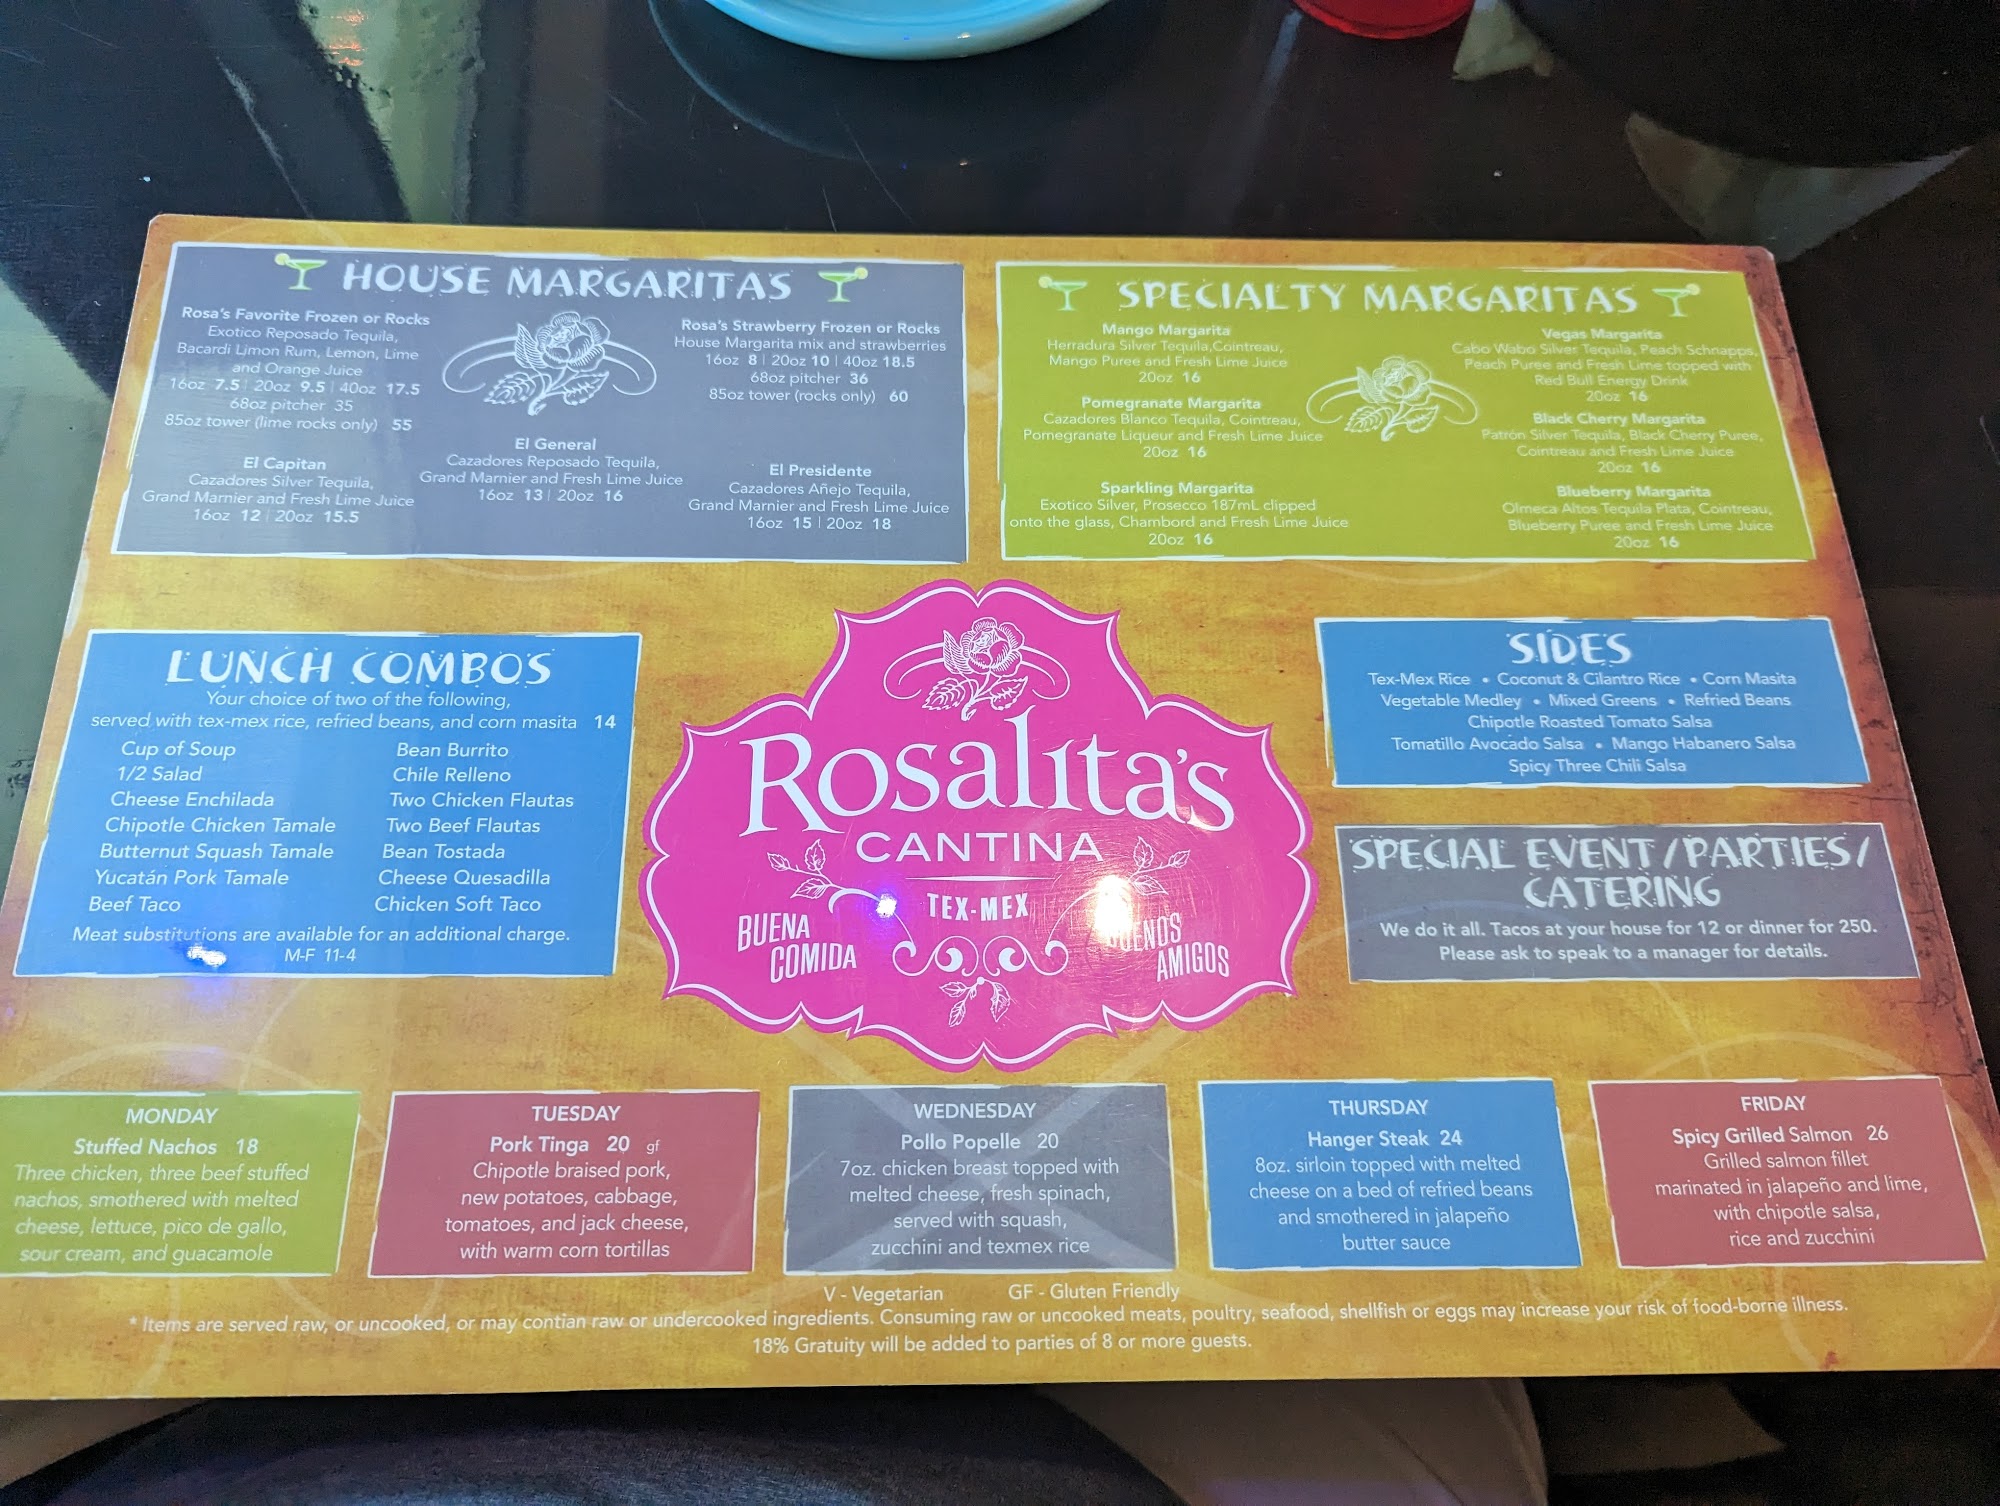 HOUSE MARGARITAS
Rosa's Favorite Frozen or Rocks
Exotico Reposado Tequila,
Bacardi Limon Rum, Lemon, Lime
and Orange Juice
16oz 7.5 | 20oz 9.5 | 40oz 17.5
68oz pitcher 35
85oz tower (lime rocks only) 55
Rosa's Strawberry Frozen or Rocks
House Margarita mix and strawberries
16oz 8 | 20oz 10 | 40oz 18.5
68oz pitcher 36
85oz tower (rocks only) 60
El Capitan
Cazadores Silver Tequila,
Grand Marnier and Fresh Lime Juice
16oz 12 | 20oz 15.5
El General
Cazadores Reposado Tequila,
Grand Marnier and Fresh Lime Juice
16oz 13 | 20oz 16
El Presidente
Cazadores Añejo Tequila,
Grand Marnier and Fresh Lime Juice
16oz 15 | 20oz 18
SPECIALTY MARGARITAS
Mango Margarita
Herradura Silver Tequila,Cointreau,
Mango Puree and Fresh Lime Juice
20oz 16
Pomegranate Margarita
Cazadores Blanco Tequila, Cointreau,
Pomegranate Liqueur and Fresh Lime Juice
20oz 16
Sparkling Margarita
Exotico Silver, Prosecco 187mL clipped
onto the glass, Chambord and Fresh Lime Juice
20oz 16
Vegas Margarita
Cabo Wabo Silver Tequila, Peach Schnapps,
Peach Puree and Fresh Lime topped with
Red Bull Energy Drink
20oz 16
Black Cherry Margarita
Patrón Silver Tequila, Black Cherry Puree,
Cointreau and Fresh Lime Juice
20oz 16
Blueberry Margarita
Olmeca Altos Tequila Plata, Cointreau,
Blueberry Puree and Fresh Lime Juice
20oz 16
LUNCH COMBOS
Your choice of two of the following,
served with tex-mex rice, refried beans, and corn masita 14
Cup of Soup
1/2 Salad
Cheese Enchilada
Chipotle Chicken Tamale
Butternut Squash Tamale
Yucatán Pork Tamale
Beef Taco
Bean Burrito
Chile Relleno
Two Chicken Flautas
Two Beef Flautas
Bean Tostada
Cheese Quesadilla
Chicken Soft Taco
Meat substitutions are available for an additional charge.
M-F 11-4
Rosalita's
CANTINA
TEX-MEX
BUENA
COMIDA
BUENOS
AMIGOS
SIDES
Tex-Mex Rice • Coconut & Cilantro Rice • Corn Masita
Vegetable Medley • Mixed Greens • Refried Beans
Chipotle Roasted Tomato Salsa
Tomatillo Avocado Salsa • Mango Habanero Salsa
Spicy Three Chili Salsa
SPECIAL EVENT/PARTIES/
CATERING
We do it all. Tacos at your house for 12 or dinner for 250.
Please ask to speak to a manager for details.
MONDAY
Stuffed Nachos 18
Three chicken, three beef stuffed
nachos, smothered with melted
cheese, lettuce, pico de gallo,
sour cream, and guacamole
TUESDAY
Pork Tinga 20 gf
Chipotle braised pork,
new potatoes, cabbage,
tomatoes, and jack cheese,
with warm corn tortillas
WEDNESDAY
Pollo Popelle 20
7oz. chicken breast topped with
melted cheese, fresh spinach,
served with squash,
zucchini and texmex rice
THURSDAY
Hanger Steak 24
8oz. sirloin topped with melted
cheese on a bed of refried beans
and smothered in jalapeño
butter sauce
FRIDAY
Spicy Grilled Salmon 26
Grilled salmon fillet
marinated in jalapeño and lime,
with chipotle salsa,
rice and zucchini
V - Vegetarian GF - Gluten Friendly
* Items are served raw, or uncooked, or may contian raw or undercooked ingredients. Consuming raw or uncooked meats, poultry, seafood, shellfish or eggs may increase your risk of food-borne illness.
18% Gratuity will be added to parties of 8 or more guests.